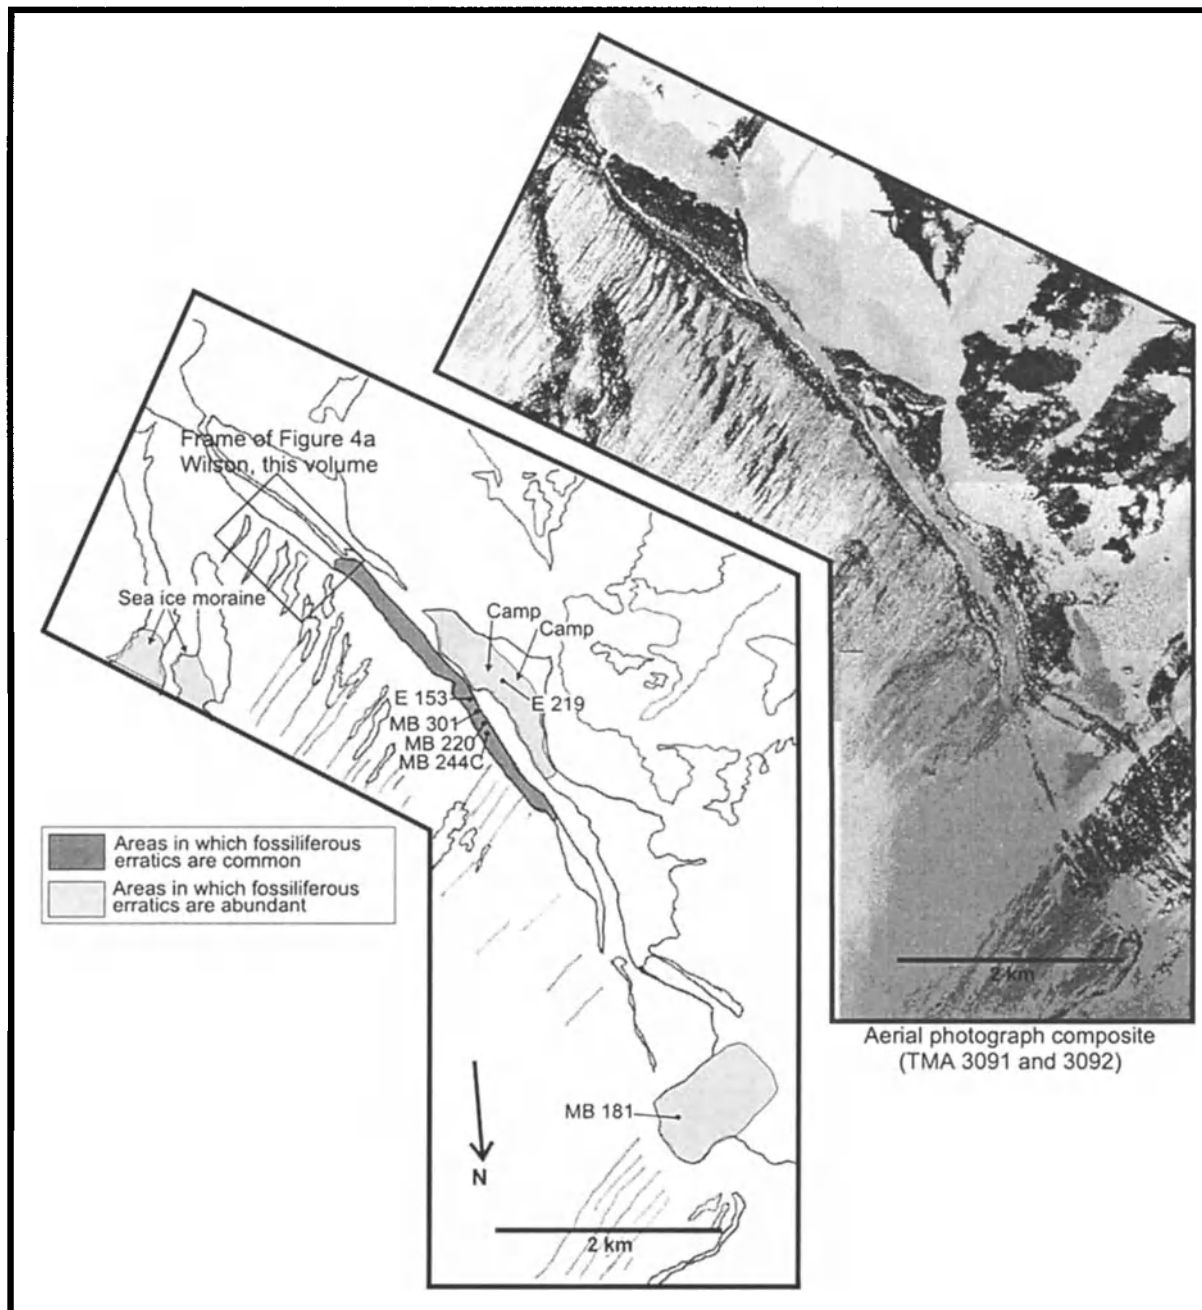 Frame of Figure 4a
Wilson, this volume
Sea ice moraine
Camp
Camp
E 219
E 153
MB 301
MB 220
MB 244C
Areas in which fossiliferous
erratics are common
Areas in which fossiliferous
erratics are abundant
2 km
Aerial photograph composite
(TMA 3091 and 3092)
MB 181
N
2 km